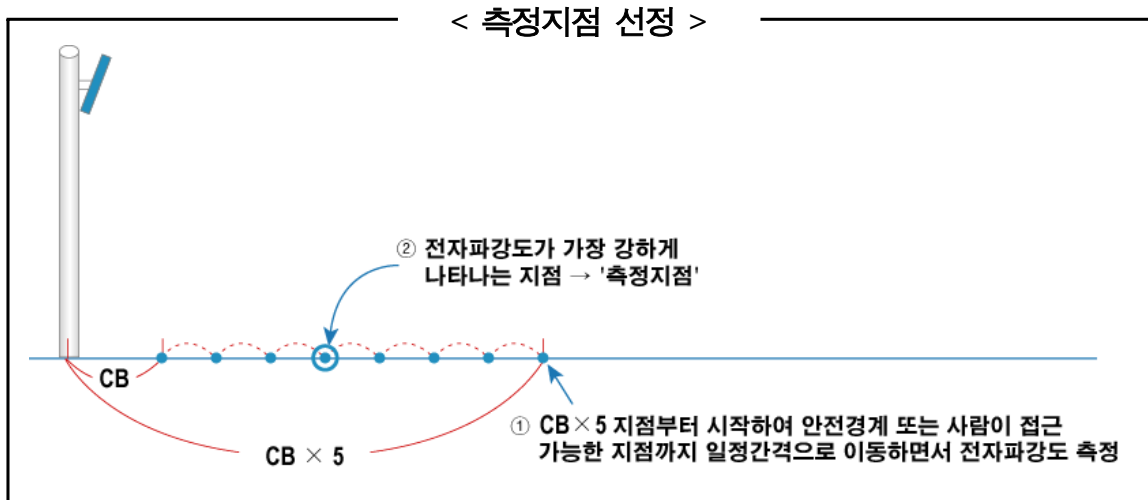 < 측정지점 선정 >
② 전자파강도가 가장 강하게
나타나는 지점 → '측정지점'
CB
CB × 5
① CB×5 지점부터 시작하여 안전경계 또는 사람이 접근
가능한 지점까지 일정간격으로 이동하면서 전자파강도 측정